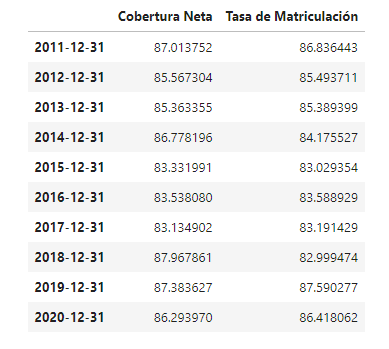 Cobertura Neta Tasa de Matriculación
2011-12-31 87.013752 86.836443
2012-12-31 85.567304 85.493711
2013-12-31 85.363355 85.389399
2014-12-31 86.778196 84.175527
2015-12-31 83.331991 83.029354
2016-12-31 83.538080 83.588929
2017-12-31 83.134902 83.191429
2018-12-31 87.967861 82.999474
2019-12-31 87.383627 87.590277
2020-12-31 86.293970 86.418062